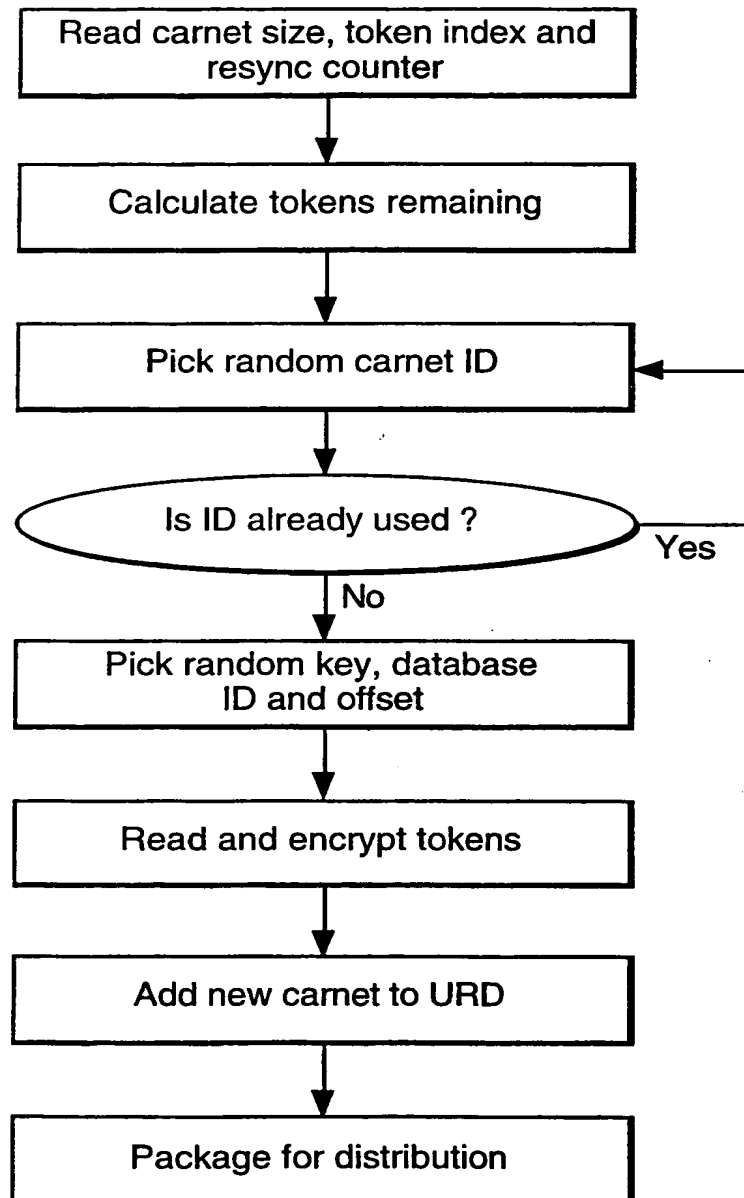 Read carnet size, token index and
resync counter
Calculate tokens remaining
Pick random carnet ID
Is ID already used ?
Yes
No
Pick random key, database
ID and offset
Read and encrypt tokens
Add new carnet to URD
Package for distribution